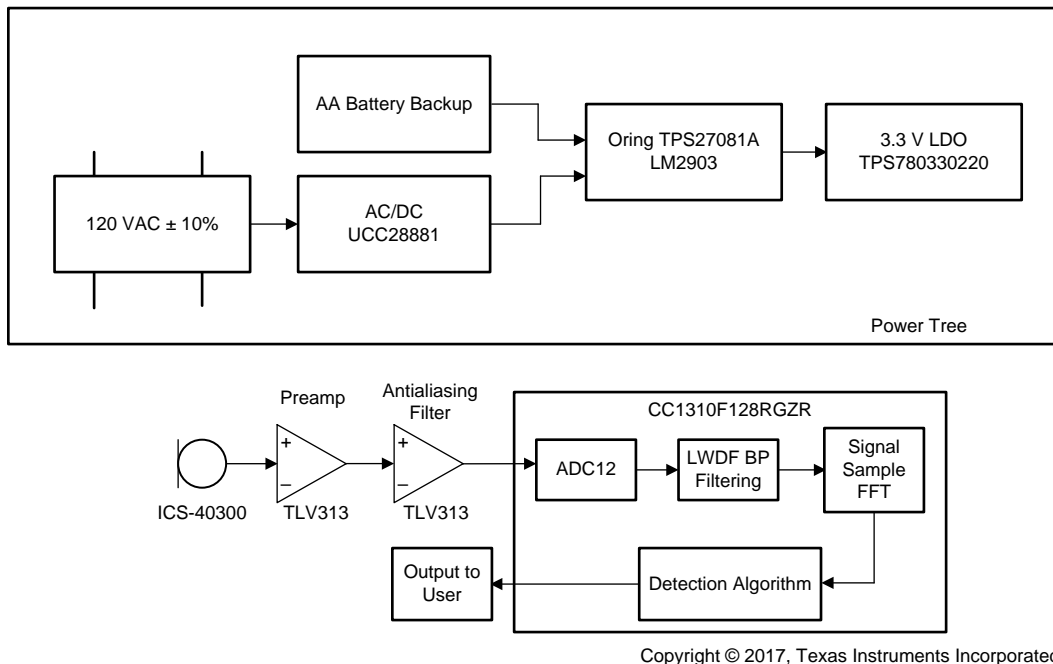 AA Battery Backup
120 VAC ± 10%
AC/DC
UCC28881
Oring TPS27081A
LM2903
3.3 V LDO
TPS780330220
Power Tree
Preamp
Antialiasing
Filter
+
−
+
−
ICS-40300
TLV313
TLV313
CC1310F128RGZR
ADC12
LWDF BP
Filtering
Signal
Sample
FFT
Output to
User
Detection Algorithm
Copyright © 2017, Texas Instruments Incorporated